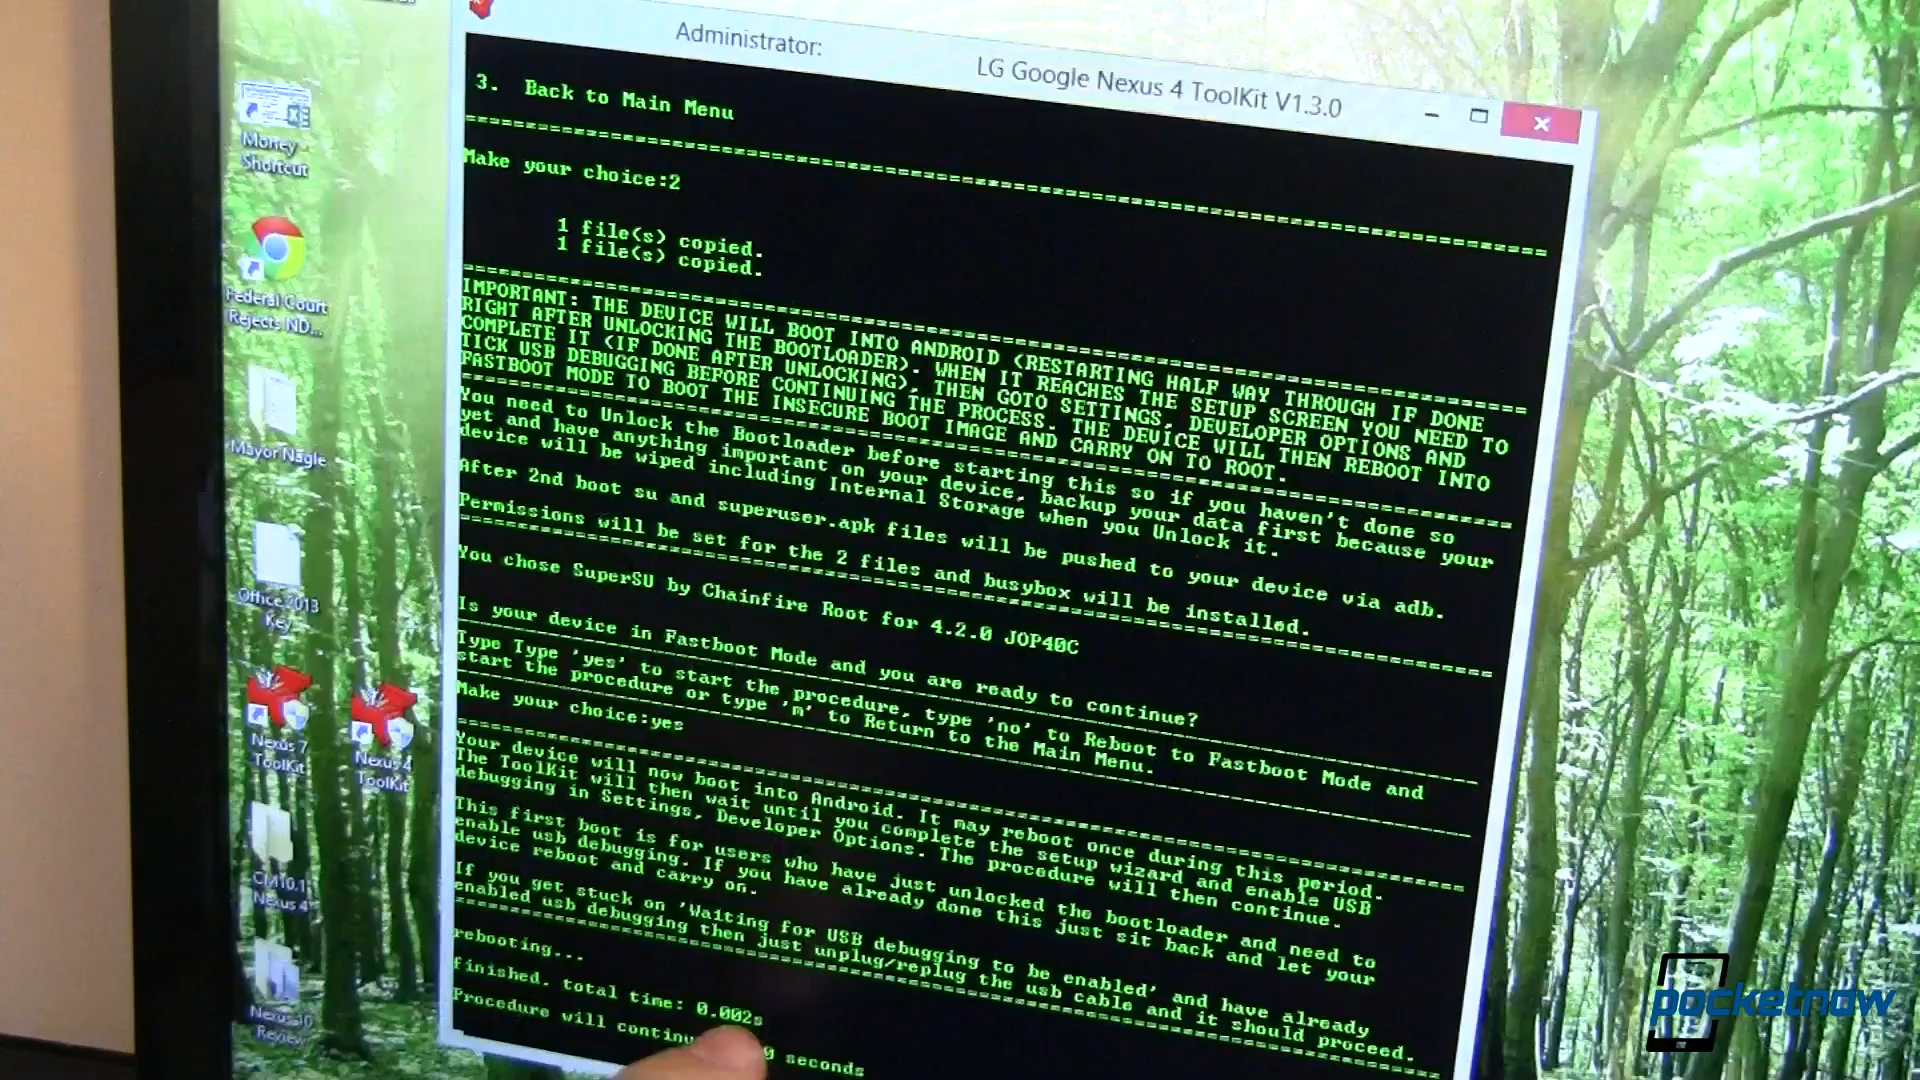 Administrator:
LG Google Nexus 4 ToolKit V1.3.0
3. Back to Main Menu
Make your choice:2
1 file(s) copied.
1 file(s) copied.
IMPORTANT: THE DEVICE WILL BOOT INTO ANDROID (RESTARTING HALF WAY THROUGH IF DONE
RIGHT AFTER UNLOCKING THE BOOTLOADER). WHEN IT REACHES THE SETUP SCREEN YOU NEED TO
COMPLETE IT (IF DONE AFTER UNLOCKING), THEN GOTO SETTINGS, DEVELOPER OPTIONS AND
TICK USB DEBUGGING BEFORE CONTINUING THE PROCESS. THE DEVICE WILL THEN REBOOT INTO
FASTBOOT MODE TO BOOT THE INSECURE BOOT IMAGE AND CARRY ON TO ROOT.
You need to Unlock the Bootloader before starting this so if you haven't done so
yet and have anything important on your device, backup your data first because your
device will be wiped including Internal Storage when you Unlock it.
After 2nd boot su and superuser.apk files will be pushed to your device via adb.
Permissions will be set for the 2 files and busybox will be installed.
You chose SuperSU by Chainfire Root for 4.2.0 JOP40C
Is your device in Fastboot Mode and you are ready to continue?
Type Type 'yes' to start the procedure, type 'no' to Reboot to Fastboot Mode and
start the procedure or type 'm' to Return to the Main Menu.
Make your choice:yes
Your device will now boot into Android. It may reboot once during this period.
The ToolKit will then wait until you complete the setup wizard and enable USB
debugging in Settings, Developer Options. The procedure will then continue.
This first boot is for users who have just unlocked the bootloader and need to
enable usb debugging. If you have already done this just sit back and let your
device reboot and carry on.
If you get stuck on 'Waiting for USB debugging to be enabled' and have already
enabled usb debugging then just unplug/replug the usb cable and it should proceed.
rebooting...
finished. total time: 0.002s
Procedure will continu 0 seconds
Money -
Shortcut
Federal Court
Rejects IND...
Mayor Nagle
Office 2013
Key
Nexus 7
ToolKit
Nexus 4
ToolKit
CM10.1
Nexus 4
Nexus 10
Review
pocketnow